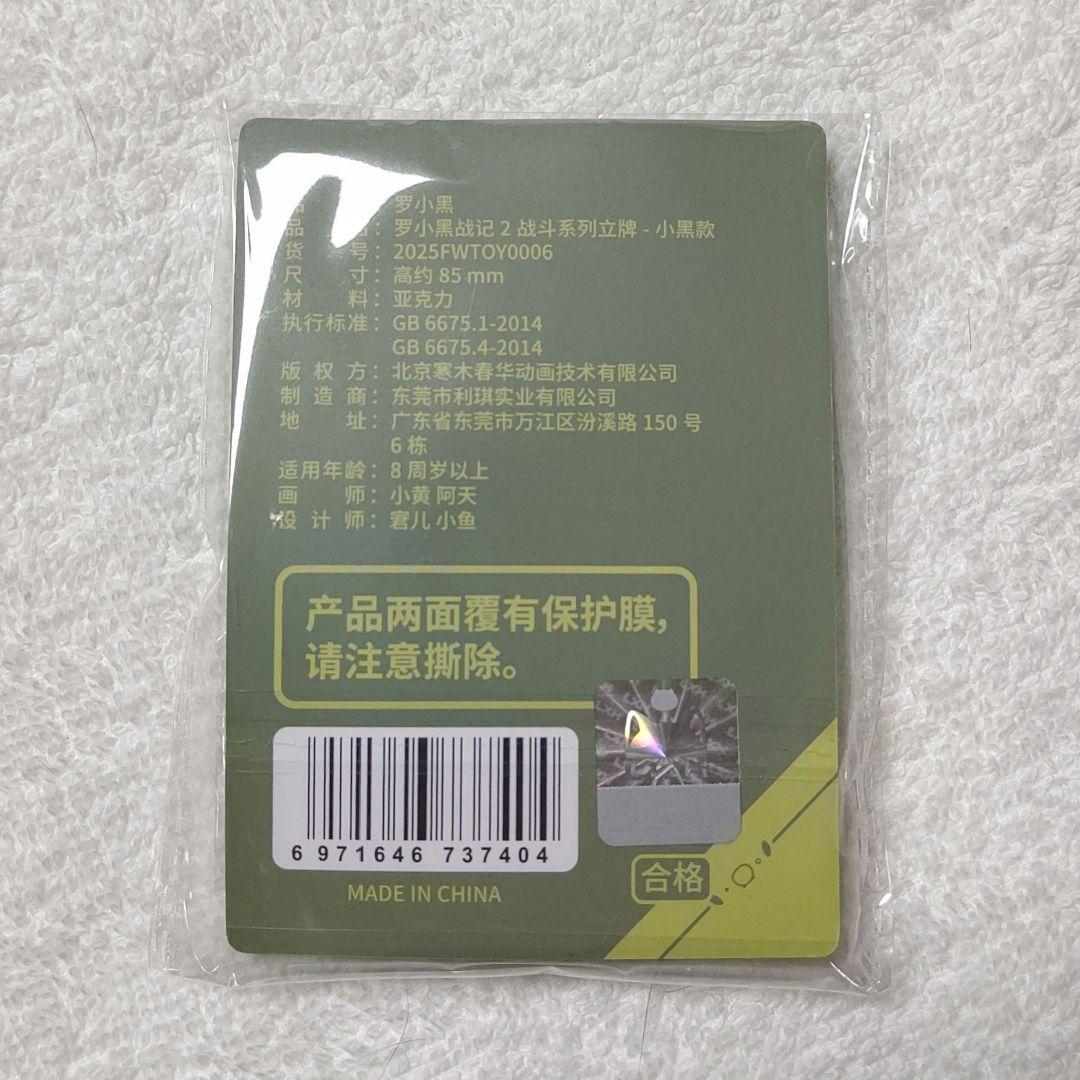 罗小黑
品 : 罗小黑战记 2 战斗系列立牌 - 小黑款
货 号: 2025FWTOY0006
尺 寸: 高约 85 mm
材 料: 亚克力
执行标准: GB 6675.1-2014
GB 6675.4-2014
版 权 方: 北京寒木春华动画技术有限公司
制 造 商: 东莞市利琪实业有限公司
地 址: 广东省东莞市万江区汾溪路 150 号
6 栋
适用年龄: 8 周岁以上
画 师: 小黄 阿天
设 计 师: 窘儿 小鱼
产品两面覆有保护膜,
请注意撕除。
6 971646 737404
MADE IN CHINA
合格